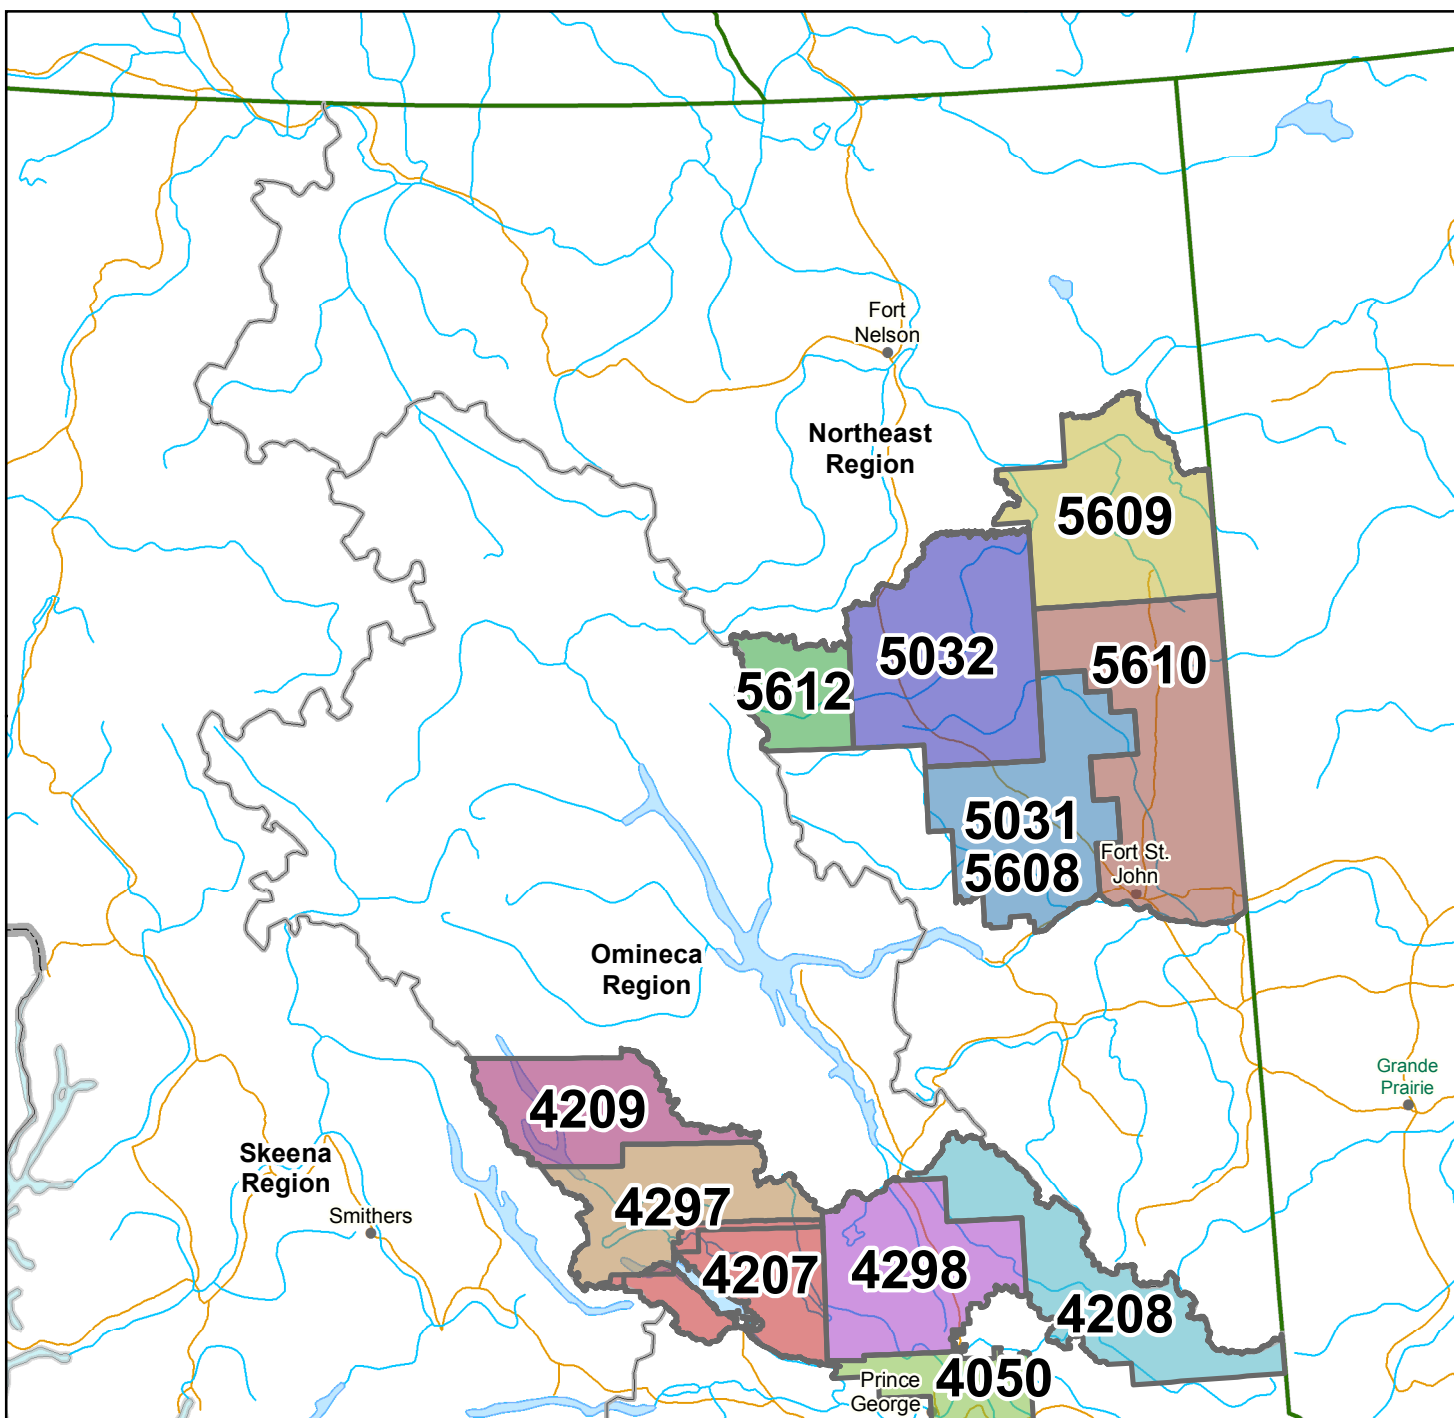 Fort
Nelson
Northeast
Region
5609
5032
5610
5612
5031
5608
Fort St.
John
Omineca
Region
Grande
Prairie
4209
Skeena
Region
4297
Smithers
4207
4298
4208
Prince
George
4050